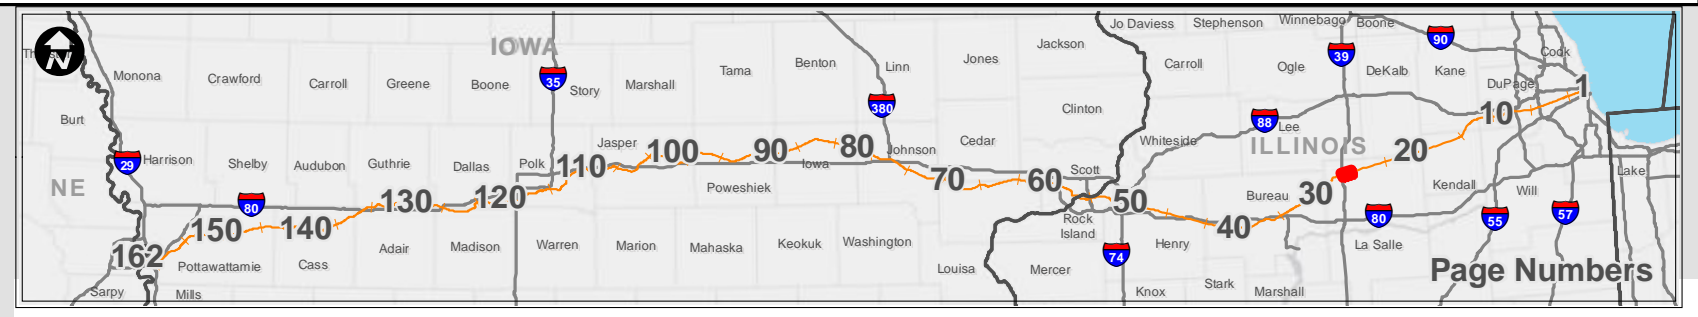 Jo Daviess Stephenson Winnebago Boone
IOWA Jackson 90 Cook
N Monona Crawford Carroll Greene Boone 35 Story Marshall Tama Benton Linn Jones Carroll Ogle 39 DeKalb Kane DuPage 1
Burt 380 Clinton 88 Lee 10
Harrison Shelby Audubon Guthrie Dallas Polk Jasper 100 90 80 Johnson Cedar Whiteside ILLINOIS 20
29 110 Iowa Scott Lake
NE 80 130 120 Poweshiek 70 60 50 Bureau 30 Kendall Will
162 150 140 Adair Madison Warren Marion Mahaska Keokuk Washington Rock
Island Henry 40 La Salle 80 55 57
Pottawattamie Cass Louisa Mercer 74 Page Numbers
Sarpy Mills Knox Stark Marshall